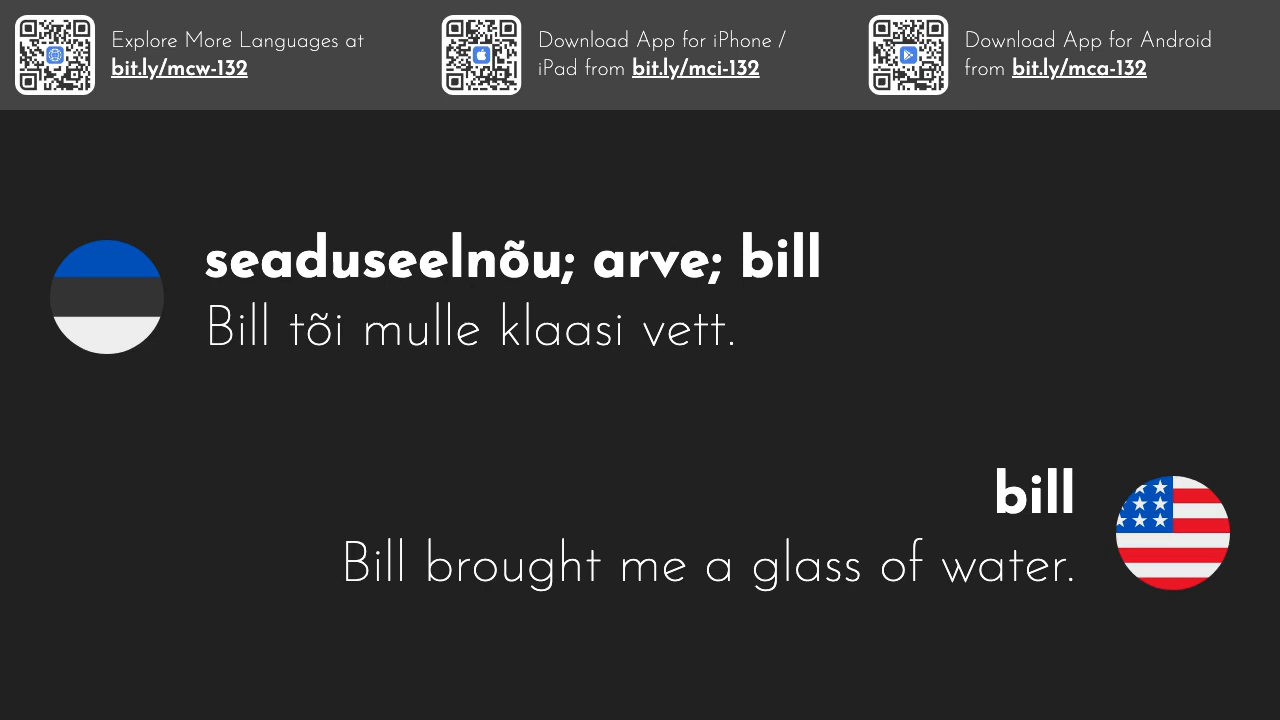 Explore More Languages at
bit.ly/mcw-132
Download App for iPhone /
iPad from bit.ly/mci-132
Download App for Android
from bit.ly/mca-132
seaduseelnõu; arve; bill
Bill tõi mulle klaasi vett.
bill
Bill brought me a glass of water.